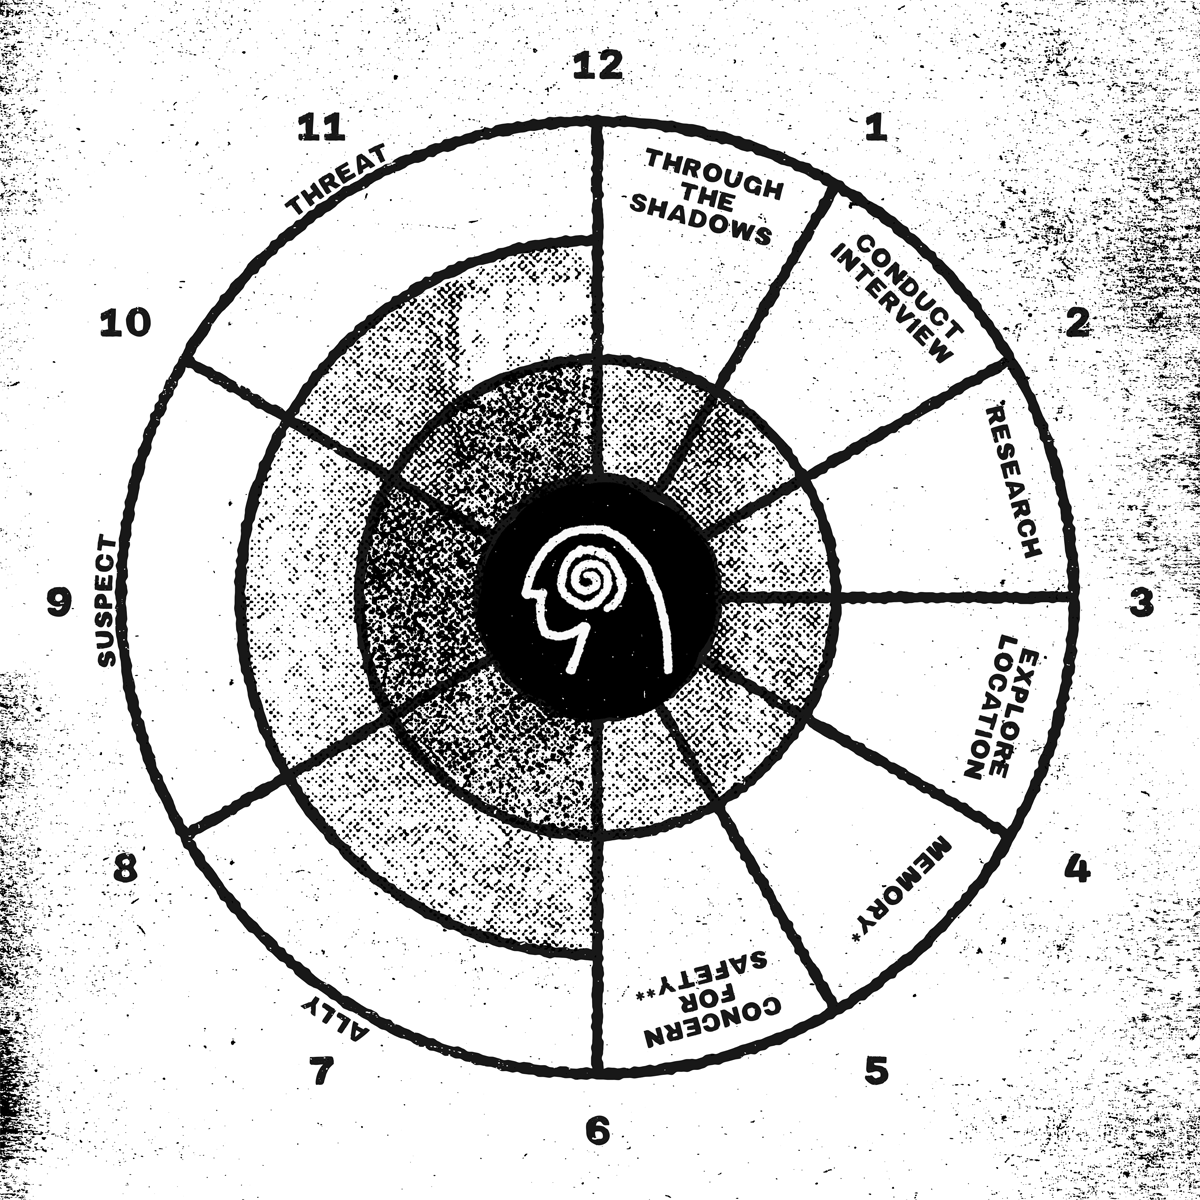 12
1
2
3
4
5
6
7
8
9
10
11
THROUGH
THE
SHADOWS
CONDUCT
INTERVIEW
RESEARCH
EXPLORE
LOCATION
MEMORY*
CONCERN
FOR
SAFETY**
ALLY
SUSPECT
THREAT